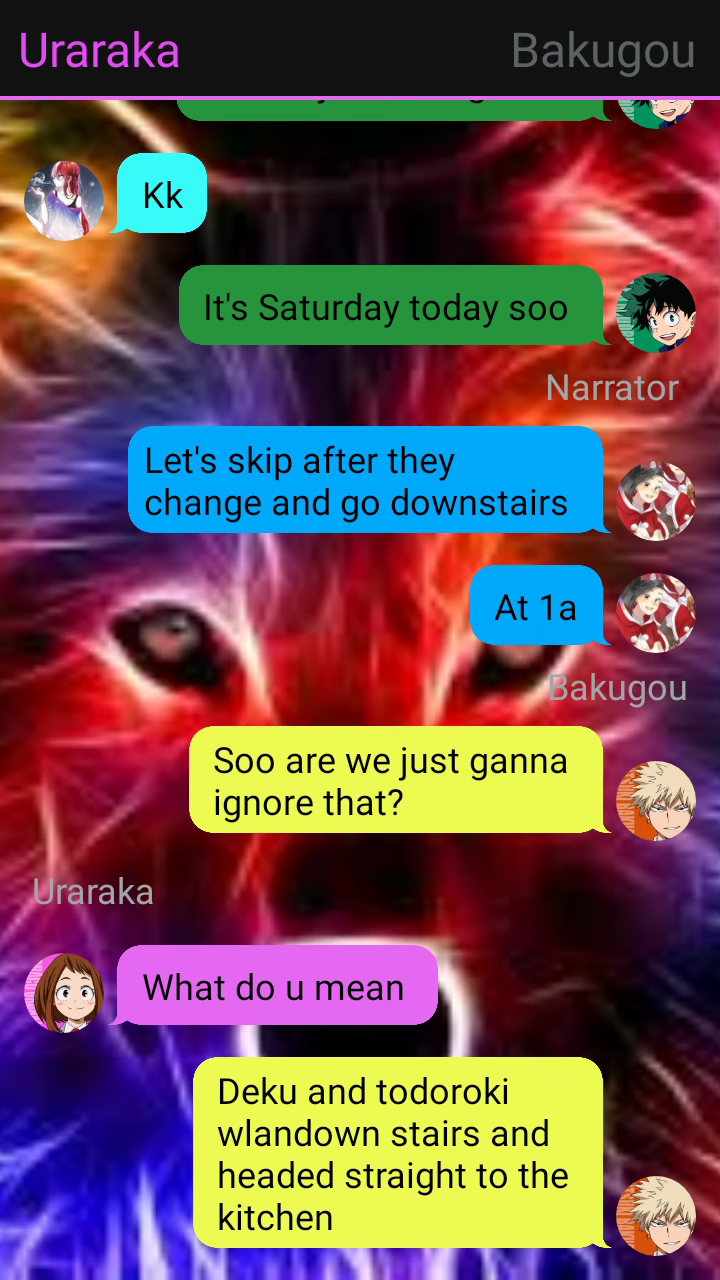 Uraraka
Bakugou
Kk
It's Saturday today soo
Narrator
Let's skip after they
change and go downstairs
At 1a
Bakugou
Soo are we just ganna
ignore that?
Uraraka
What do u mean
Deku and todoroki
wlandown stairs and
headed straight to the
kitchen